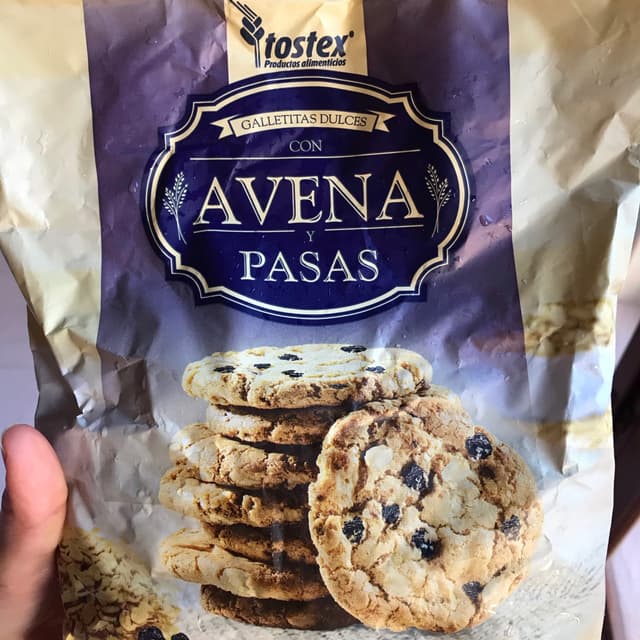 tostex®
Productos alimenticios
GALLETITAS DULCES
CON
AVENA
Y
PASAS